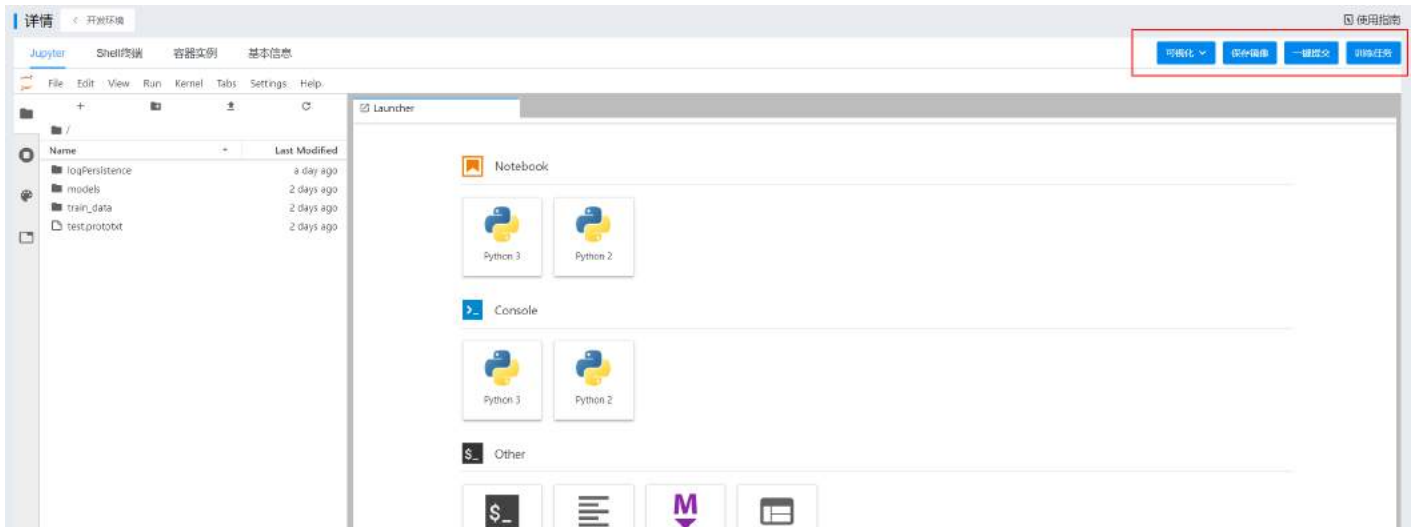 详情 < 开发环境 使用指南
Jupyter Shell终端 容器实例 基本信息 可视化 保存镜像 一键提交 训练任务
File Edit View Run Kernel Tabs Settings Help
Launcher
/
Name Last Modified
logPersistence a day ago
models 2 days ago
train_data 2 days ago
test.prototxt 2 days ago
Notebook
Python 3 Python 2
>_ Console
Python 3 Python 2
$_ Other
$_ M